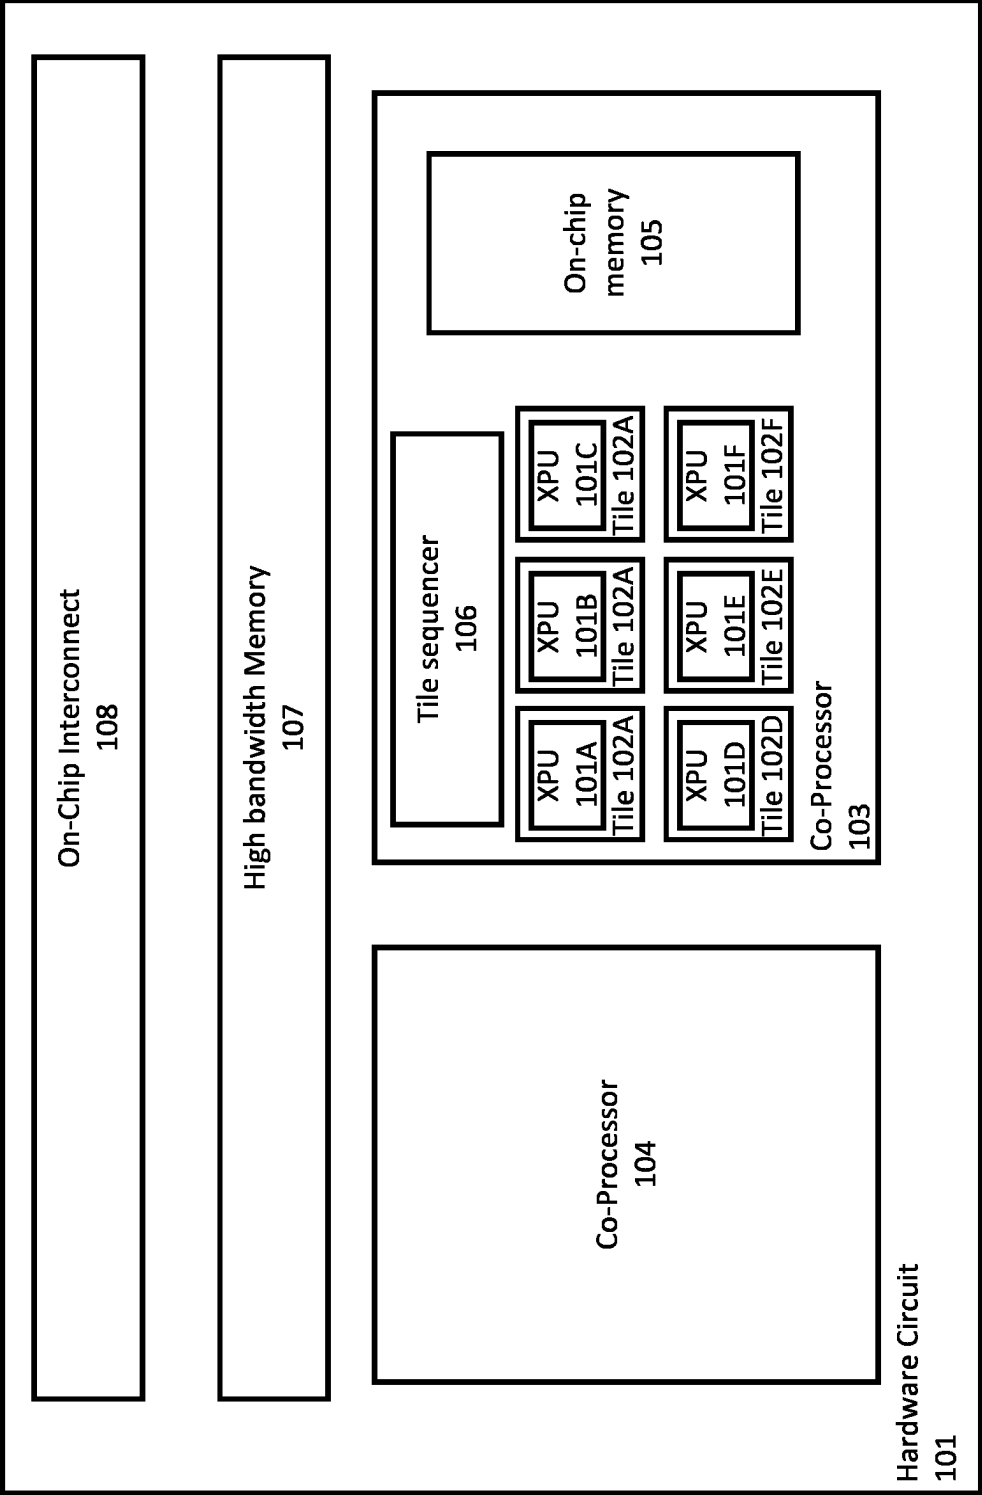 On-Chip Interconnect
108
High bandwidth Memory
107
Co-Processor
104
Tile sequencer
106
XPU
101A
Tile 102A
XPU
101B
Tile 102A
XPU
101C
Tile 102A
XPU
101D
Tile 102D
XPU
101E
Tile 102E
XPU
101F
Tile 102F
On-chip
memory
105
Co-Processor
103
Hardware Circuit
101